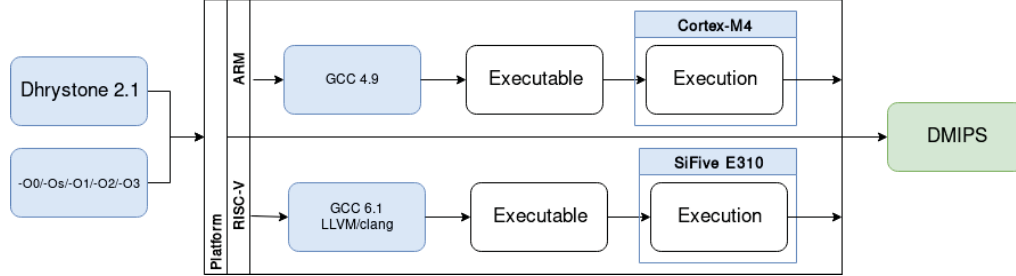 Dhrystone 2.1
-O0/-Os/-O1/-O2/-O3
Platform
ARM
GCC 4.9
Executable
Cortex-M4
Execution
RISC-V
GCC 6.1
LLVM/clang
Executable
SiFive E310
Execution
DMIPS